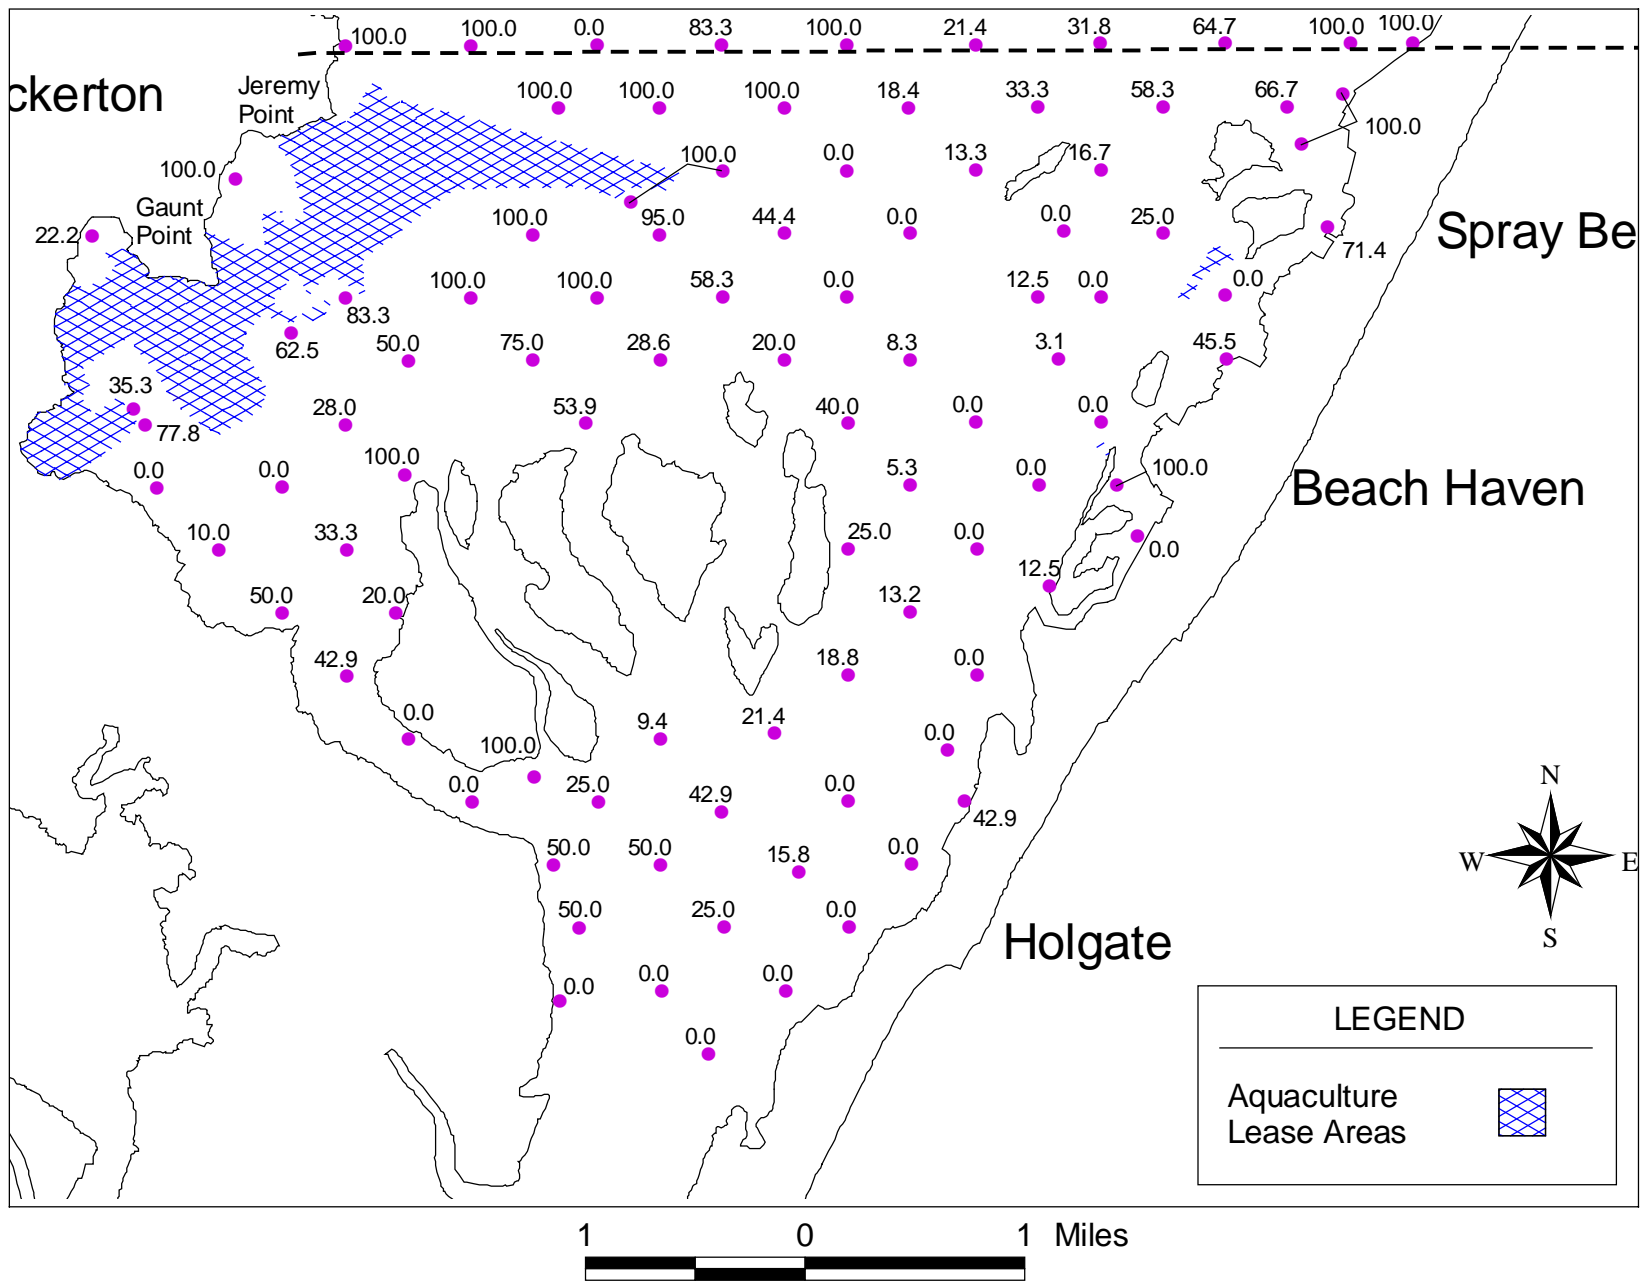 100.0 100.0 0.0 83.3 100.0 21.4 31.8 64.7 100.0 100.0
ckerton
Jeremy
Point
100.0 100.0 100.0 18.4 33.3 58.3 66.7
100.0
100.0 100.0 0.0 13.3 16.7
Gaunt
Point
22.2 100.0 95.0 44.4 0.0 0.0 25.0 71.4
Spray Be
83.3 100.0 100.0 58.3 0.0 12.5 0.0 0.0
62.5 50.0 75.0 28.6 20.0 8.3 3.1 45.5
35.3
77.8 28.0 53.9 40.0 0.0 0.0
0.0 0.0 100.0 5.3 0.0 100.0
Beach Haven
10.0 33.3 25.0 0.0 0.0
50.0 20.0 13.2 12.5
42.9 18.8 0.0
0.0 9.4 21.4 0.0
100.0
0.0 25.0 42.9 0.0 42.9
50.0 50.0 15.8 0.0
50.0 25.0 0.0
Holgate
0.0 0.0 0.0
0.0
N
W E
S
LEGEND
Aquaculture
Lease Areas
1 0 1 Miles